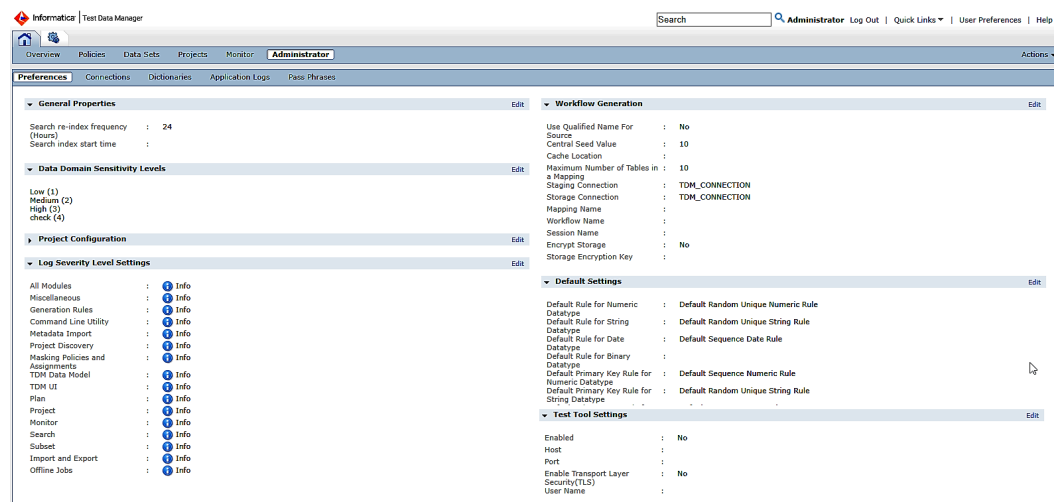 Informatica Test Data Manager Search Administrator Log Out | Quick Links | User Preferences | Help
Overview Policies Data Sets Projects Monitor Administrator Actions
Preferences Connections Dictionaries Application Logs Pass Phrases
General Properties Edit
Search re-index frequency : 24
(Hours)
Search index start time :
Data Domain Sensitivity Levels Edit
Low (1)
Medium (2)
High (3)
check (4)
Project Configuration Edit
Log Severity Level Settings Edit
All Modules : Info
Miscellaneous : Info
Generation Rules : Info
Command Line Utility : Info
Metadata Import : Info
Project Discovery : Info
Masking Policies and : Info
Assignments
TDM Data Model : Info
TDM UI : Info
Plan : Info
Project : Info
Monitor : Info
Search : Info
Subset : Info
Import and Export : Info
Offline Jobs : Info
Workflow Generation Edit
Use Qualified Name For : No
Source
Central Seed Value : 10
Cache Location :
Maximum Number of Tables in : 10
a Mapping
Staging Connection : TDM_CONNECTION
Storage Connection : TDM_CONNECTION
Mapping Name :
Workflow Name :
Session Name :
Encrypt Storage : No
Storage Encryption Key :
Default Settings Edit
Default Rule for Numeric : Default Random Unique Numeric Rule
Datatype
Default Rule for String : Default Random Unique String Rule
Datatype
Default Rule for Date : Default Sequence Date Rule
Datatype
Default Rule for Binary :
Datatype
Default Primary Key Rule for : Default Sequence Numeric Rule
Numeric Datatype
Default Primary Key Rule for : Default Random Unique String Rule
String Datatype
Test Tool Settings Edit
Enabled : No
Host :
Port :
Enable Transport Layer : No
Security(TLS)
User Name :